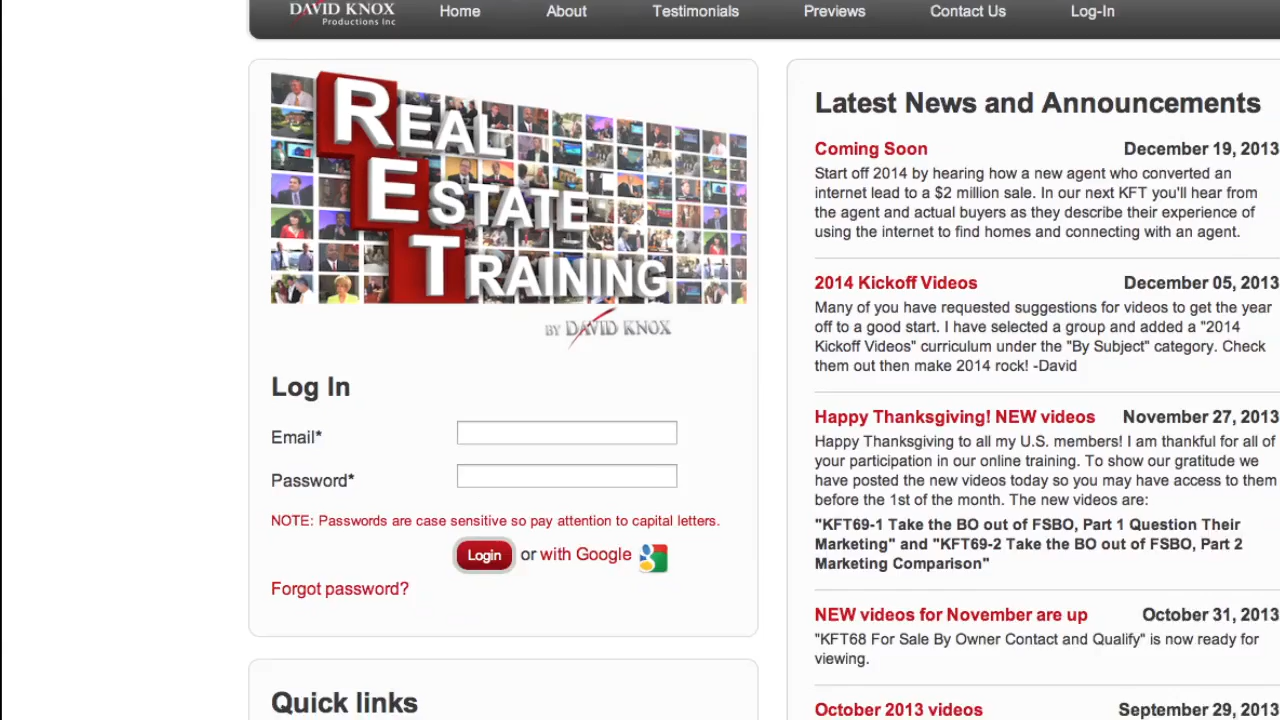 DAVID KNOX
Productions Inc
Home
About
Testimonials
Previews
Contact Us
Log-In
REAL
ESTATE
TRAINING
BY DAVID KNOX
Log In
Email*
Password*
NOTE: Passwords are case sensitive so pay attention to capital letters.
Login or with Google
Forgot password?
Quick links
Latest News and Announcements
Coming Soon December 19, 2013
Start off 2014 by hearing how a new agent who converted an
internet lead to a $2 million sale. In our next KFT you'll hear from
the agent and actual buyers as they describe their experience of
using the internet to find homes and connecting with an agent.
2014 Kickoff Videos December 05, 2013
Many of you have requested suggestions for videos to get the year
off to a good start. I have selected a group and added a "2014
Kickoff Videos" curriculum under the "By Subject" category. Check
them out then make 2014 rock! -David
Happy Thanksgiving! NEW videos November 27, 2013
Happy Thanksgiving to all my U.S. members! I am thankful for all of
your participation in our online training. To show our gratitude we
have posted the new videos today so you may have access to them
before the 1st of the month. The new videos are:
"KFT69-1 Take the BO out of FSBO, Part 1 Question Their
Marketing" and "KFT69-2 Take the BO out of FSBO, Part 2
Marketing Comparison"
NEW videos for November are up October 31, 2013
"KFT68 For Sale By Owner Contact and Qualify" is now ready for
viewing.
October 2013 videos September 29, 2013